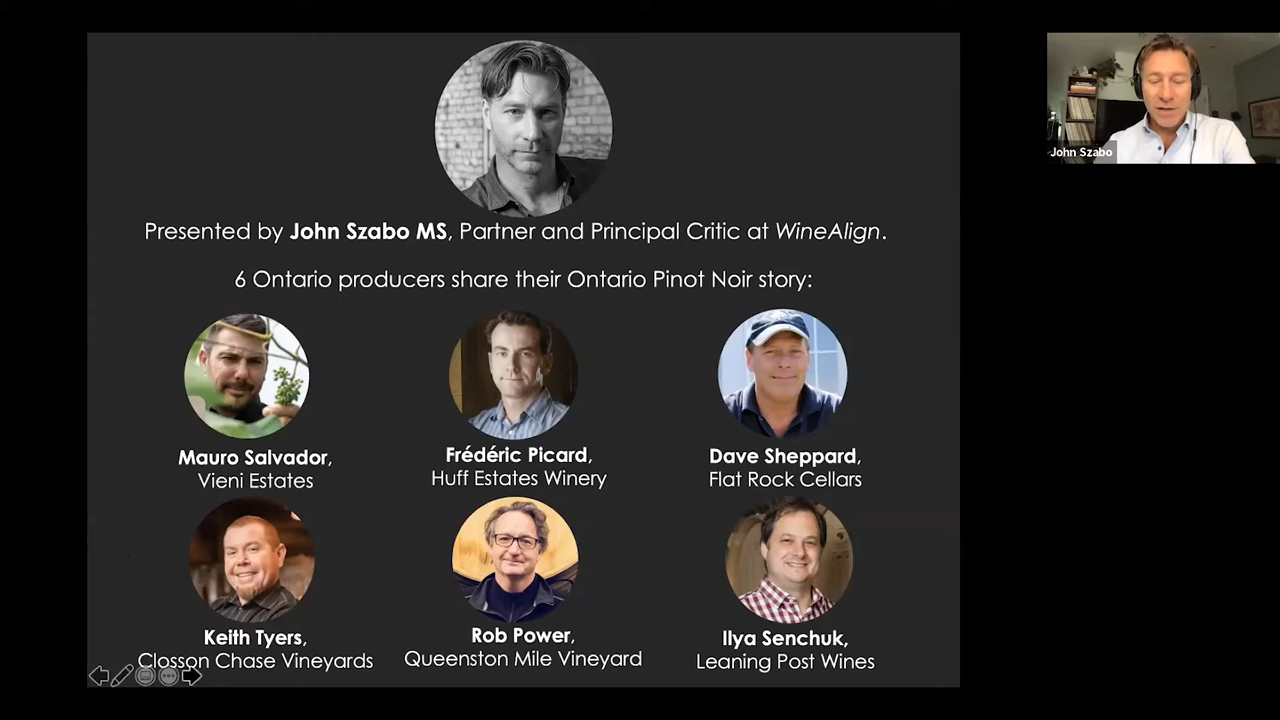 John Szabo
Presented by John Szabo MS, Partner and Principal Critic at WineAlign.
6 Ontario producers share their Ontario Pinot Noir story:
Mauro Salvador,
Vieni Estates
Frédéric Picard,
Huff Estates Winery
Dave Sheppard,
Flat Rock Cellars
Keith Tyers,
Closson Chase Vineyards
Rob Power,
Queenston Mile Vineyard
Ilya Senchuk,
Leaning Post Wines